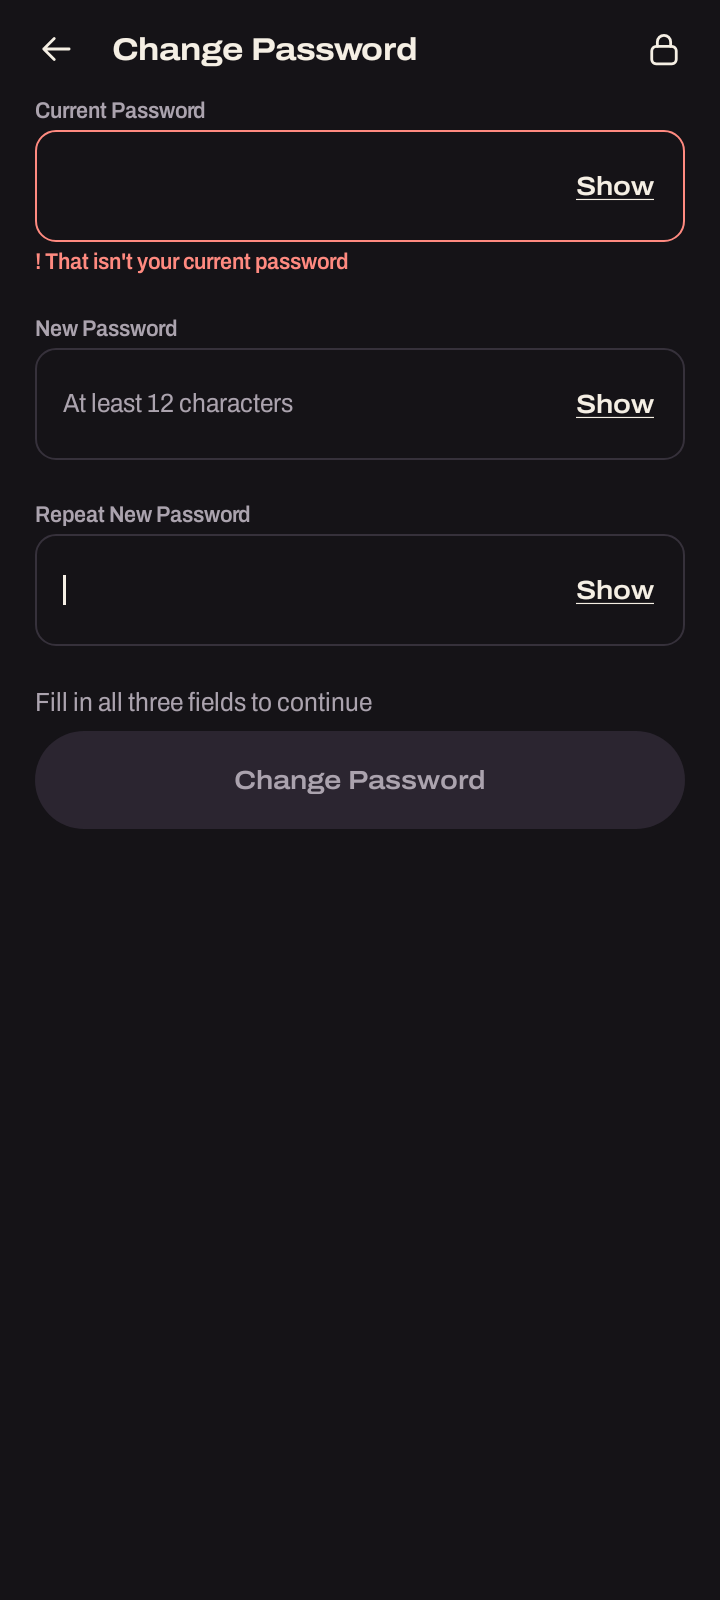 Change Password
Current Password
Show
! That isn't your current password
New Password
At least 12 characters
Show
Repeat New Password
Show
Fill in all three fields to continue
Change Password